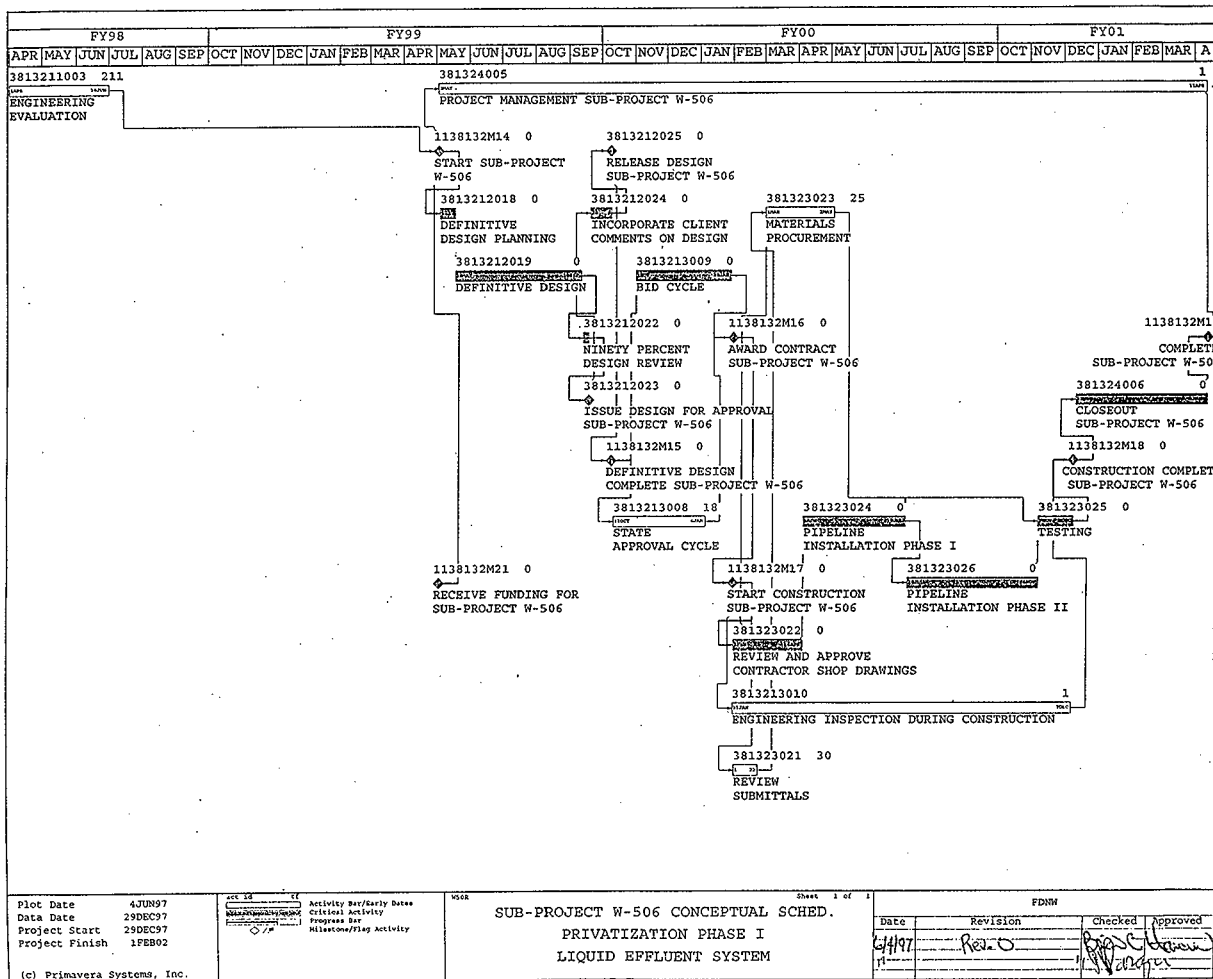 FY98 FY99 FY00 FY01
APR MAY JUN JUL AUG SEP OCT NOV DEC JAN FEB MAR APR MAY JUN JUL AUG SEP OCT NOV DEC JAN FEB MAR APR MAY JUN JUL AUG SEP OCT NOV DEC JAN FEB MAR A
3813211003 211
ENGINEERING
EVALUATION
381324005 1
PROJECT MANAGEMENT SUB-PROJECT W-506
1138132M14 0
START SUB-PROJECT
W-506
3813212025 0
RELEASE DESIGN
SUB-PROJECT W-506
3813212018 0
DEFINITIVE
DESIGN PLANNING
3813212024 0
INCORPORATE CLIENT
COMMENTS ON DESIGN
381323023 25
MATERIALS
PROCUREMENT
3813212019 0
DEFINITIVE DESIGN
3813213009 0
BID CYCLE
3813212022 0
NINETY PERCENT
DESIGN REVIEW
1138132M16 0
AWARD CONTRACT
SUB-PROJECT W-506
1138132M1
COMPLETE
SUB-PROJECT W-50
3813212023 0
ISSUE DESIGN FOR APPROVAL
SUB-PROJECT W-506
381324006 0
CLOSEOUT
SUB-PROJECT W-506
1138132M15 0
DEFINITIVE DESIGN
COMPLETE SUB-PROJECT W-506
1138132M18 0
CONSTRUCTION COMPLET
SUB-PROJECT W-506
3813213008 18
STATE
APPROVAL CYCLE
381323024 0
PIPELINE
INSTALLATION PHASE I
381323025 0
TESTING
1138132M21 0
RECEIVE FUNDING FOR
SUB-PROJECT W-506
1138132M17 0
START CONSTRUCTION
SUB-PROJECT W-506
381323026 0
PIPELINE
INSTALLATION PHASE II
381323022 0
REVIEW AND APPROVE
CONTRACTOR SHOP DRAWINGS
3813213010 1
ENGINEERING INSPECTION DURING CONSTRUCTION
381323021 30
REVIEW
SUBMITTALS
Plot Date 4JUN97
Data Date 29DEC97
Project Start 29DEC97
Project Finish 1FEB02
(c) Primavera Systems, Inc.
act id tf
Activity Bar/Early Dates
Critical Activity
Progress Bar
Milestone/Flag Activity
W50R
Sheet 1 of 1
SUB-PROJECT W-506 CONCEPTUAL SCHED.
PRIVATIZATION PHASE I
LIQUID EFFLUENT SYSTEM
FDNW
Date Revision Checked Approved
6/4/97 Rev. 0